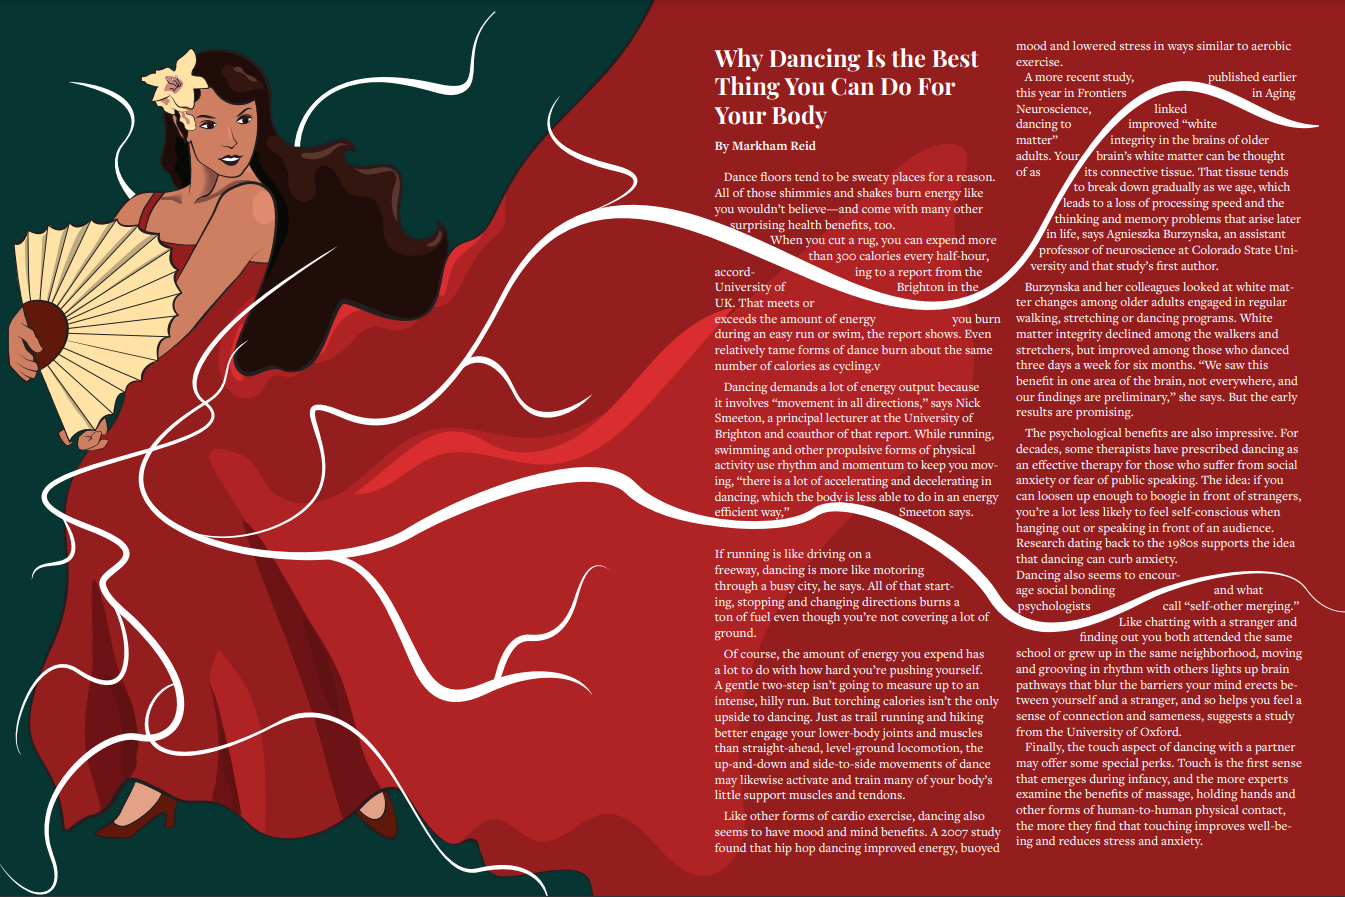 Why Dancing Is the Best
Thing You Can Do For
Your Body
By Markham Reid
Dance floors tend to be sweaty places for a reason.
All of those shimmies and shakes burn energy like
you wouldn’t believe—and come with many other
surprising health benefits, too.
When you cut a rug, you can expend more
than 300 calories every half-hour,
accord- ing to a report from the
University of Brighton in the
UK. That meets or
exceeds the amount of energy you burn
during an easy run or swim, the report shows. Even
relatively tame forms of dance burn about the same
number of calories as cycling.v
Dancing demands a lot of energy output because
it involves “movement in all directions,” says Nick
Smeeton, a principal lecturer at the University of
Brighton and coauthor of that report. While running,
swimming and other propulsive forms of physical
activity use rhythm and momentum to keep you mov-
ing, “there is a lot of accelerating and decelerating in
dancing, which the body is less able to do in an energy
efficient way,” Smeeton says.
If running is like driving on a
freeway, dancing is more like motoring
through a busy city, he says. All of that start-
ing, stopping and changing directions burns a
ton of fuel even though you’re not covering a lot of
ground.
Of course, the amount of energy you expend has
a lot to do with how hard you’re pushing yourself.
A gentle two-step isn’t going to measure up to an
intense, hilly run. But torching calories isn’t the only
upside to dancing. Just as trail running and hiking
better engage your lower-body joints and muscles
than straight-ahead, level-ground locomotion, the
up-and-down and side-to-side movements of dance
may likewise activate and train many of your body’s
little support muscles and tendons.
Like other forms of cardio exercise, dancing also
seems to have mood and mind benefits. A 2007 study
found that hip hop dancing improved energy, buoyed
mood and lowered stress in ways similar to aerobic
exercise.
A more recent study, published earlier
this year in Frontiers in Aging
Neuroscience, linked
dancing to improved “white
matter” integrity in the brains of older
adults. Your brain’s white matter can be thought
of as its connective tissue. That tissue tends
to break down gradually as we age, which
leads to a loss of processing speed and the
thinking and memory problems that arise later
in life, says Agnieszka Burzynska, an assistant
professor of neuroscience at Colorado State Uni-
versity and that study’s first author.
Burzynska and her colleagues looked at white mat-
ter changes among older adults engaged in regular
walking, stretching or dancing programs. White
matter integrity declined among the walkers and
stretchers, but improved among those who danced
three days a week for six months. “We saw this
benefit in one area of the brain, not everywhere, and
our findings are preliminary,” she says. But the early
results are promising.
The psychological benefits are also impressive. For
decades, some therapists have prescribed dancing as
an effective therapy for those who suffer from social
anxiety or fear of public speaking. The idea: if you
can loosen up enough to boogie in front of strangers,
you’re a lot less likely to feel self-conscious when
hanging out or speaking in front of an audience.
Research dating back to the 1980s supports the idea
that dancing can curb anxiety.
Dancing also seems to encour-
age social bonding and what
psychologists call “self-other merging.”
Like chatting with a stranger and
finding out you both attended the same
school or grew up in the same neighborhood, moving
and grooving in rhythm with others lights up brain
pathways that blur the barriers your mind erects be-
tween yourself and a stranger, and so helps you feel a
sense of connection and sameness, suggests a study
from the University of Oxford.
Finally, the touch aspect of dancing with a partner
may offer some special perks. Touch is the first sense
that emerges during infancy, and the more experts
examine the benefits of massage, holding hands and
other forms of human-to-human physical contact,
the more they find that touching improves well-be-
ing and reduces stress and anxiety.